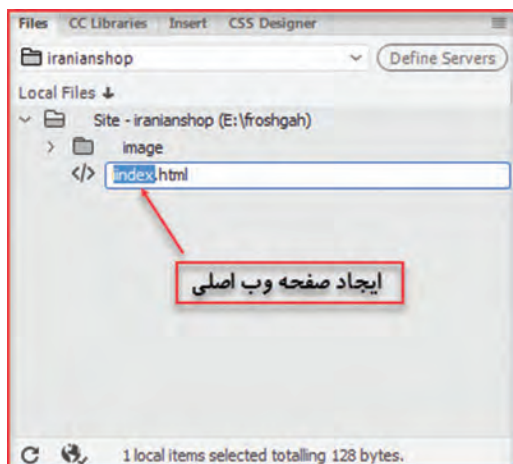 Files CC Libraries Insert CSS Designer
iranianshop Define Servers
Local Files
Site - iranianshop (E:\froshgah)
image
</> index.html
ایجاد صفحه وب اصلی
1 local items selected totalling 128 bytes.